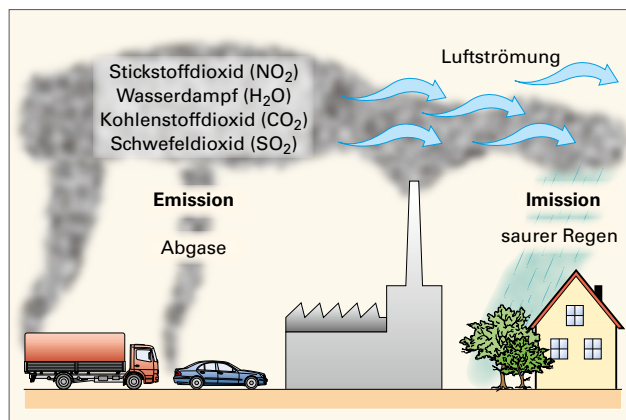 Stickstoffdioxid (NO₂)
Wasserdampf (H₂O)
Kohlenstoffdioxid (CO₂)
Schwefeldioxid (SO₂)
Luftströmung
Emission
Abgase
Imission
saurer Regen